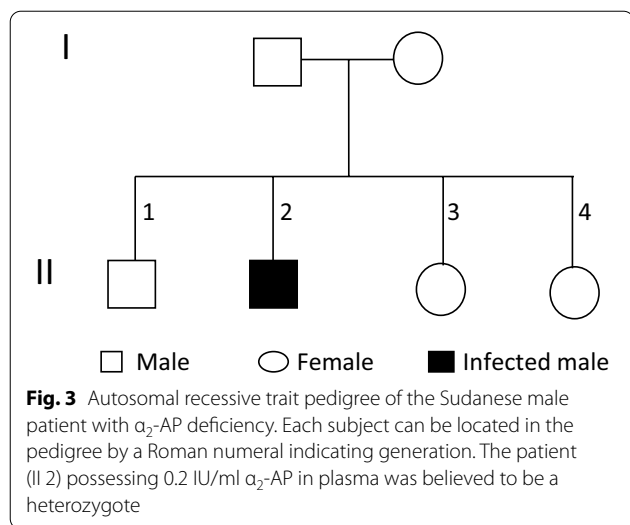 I
1 2 3 4
II
Male Female Infected male
Fig. 3 Autosomal recessive trait pedigree of the Sudanese male
patient with α₂-AP deficiency. Each subject can be located in the
pedigree by a Roman numeral indicating generation. The patient
(II 2) possessing 0.2 IU/ml α₂-AP in plasma was believed to be a
heterozygote